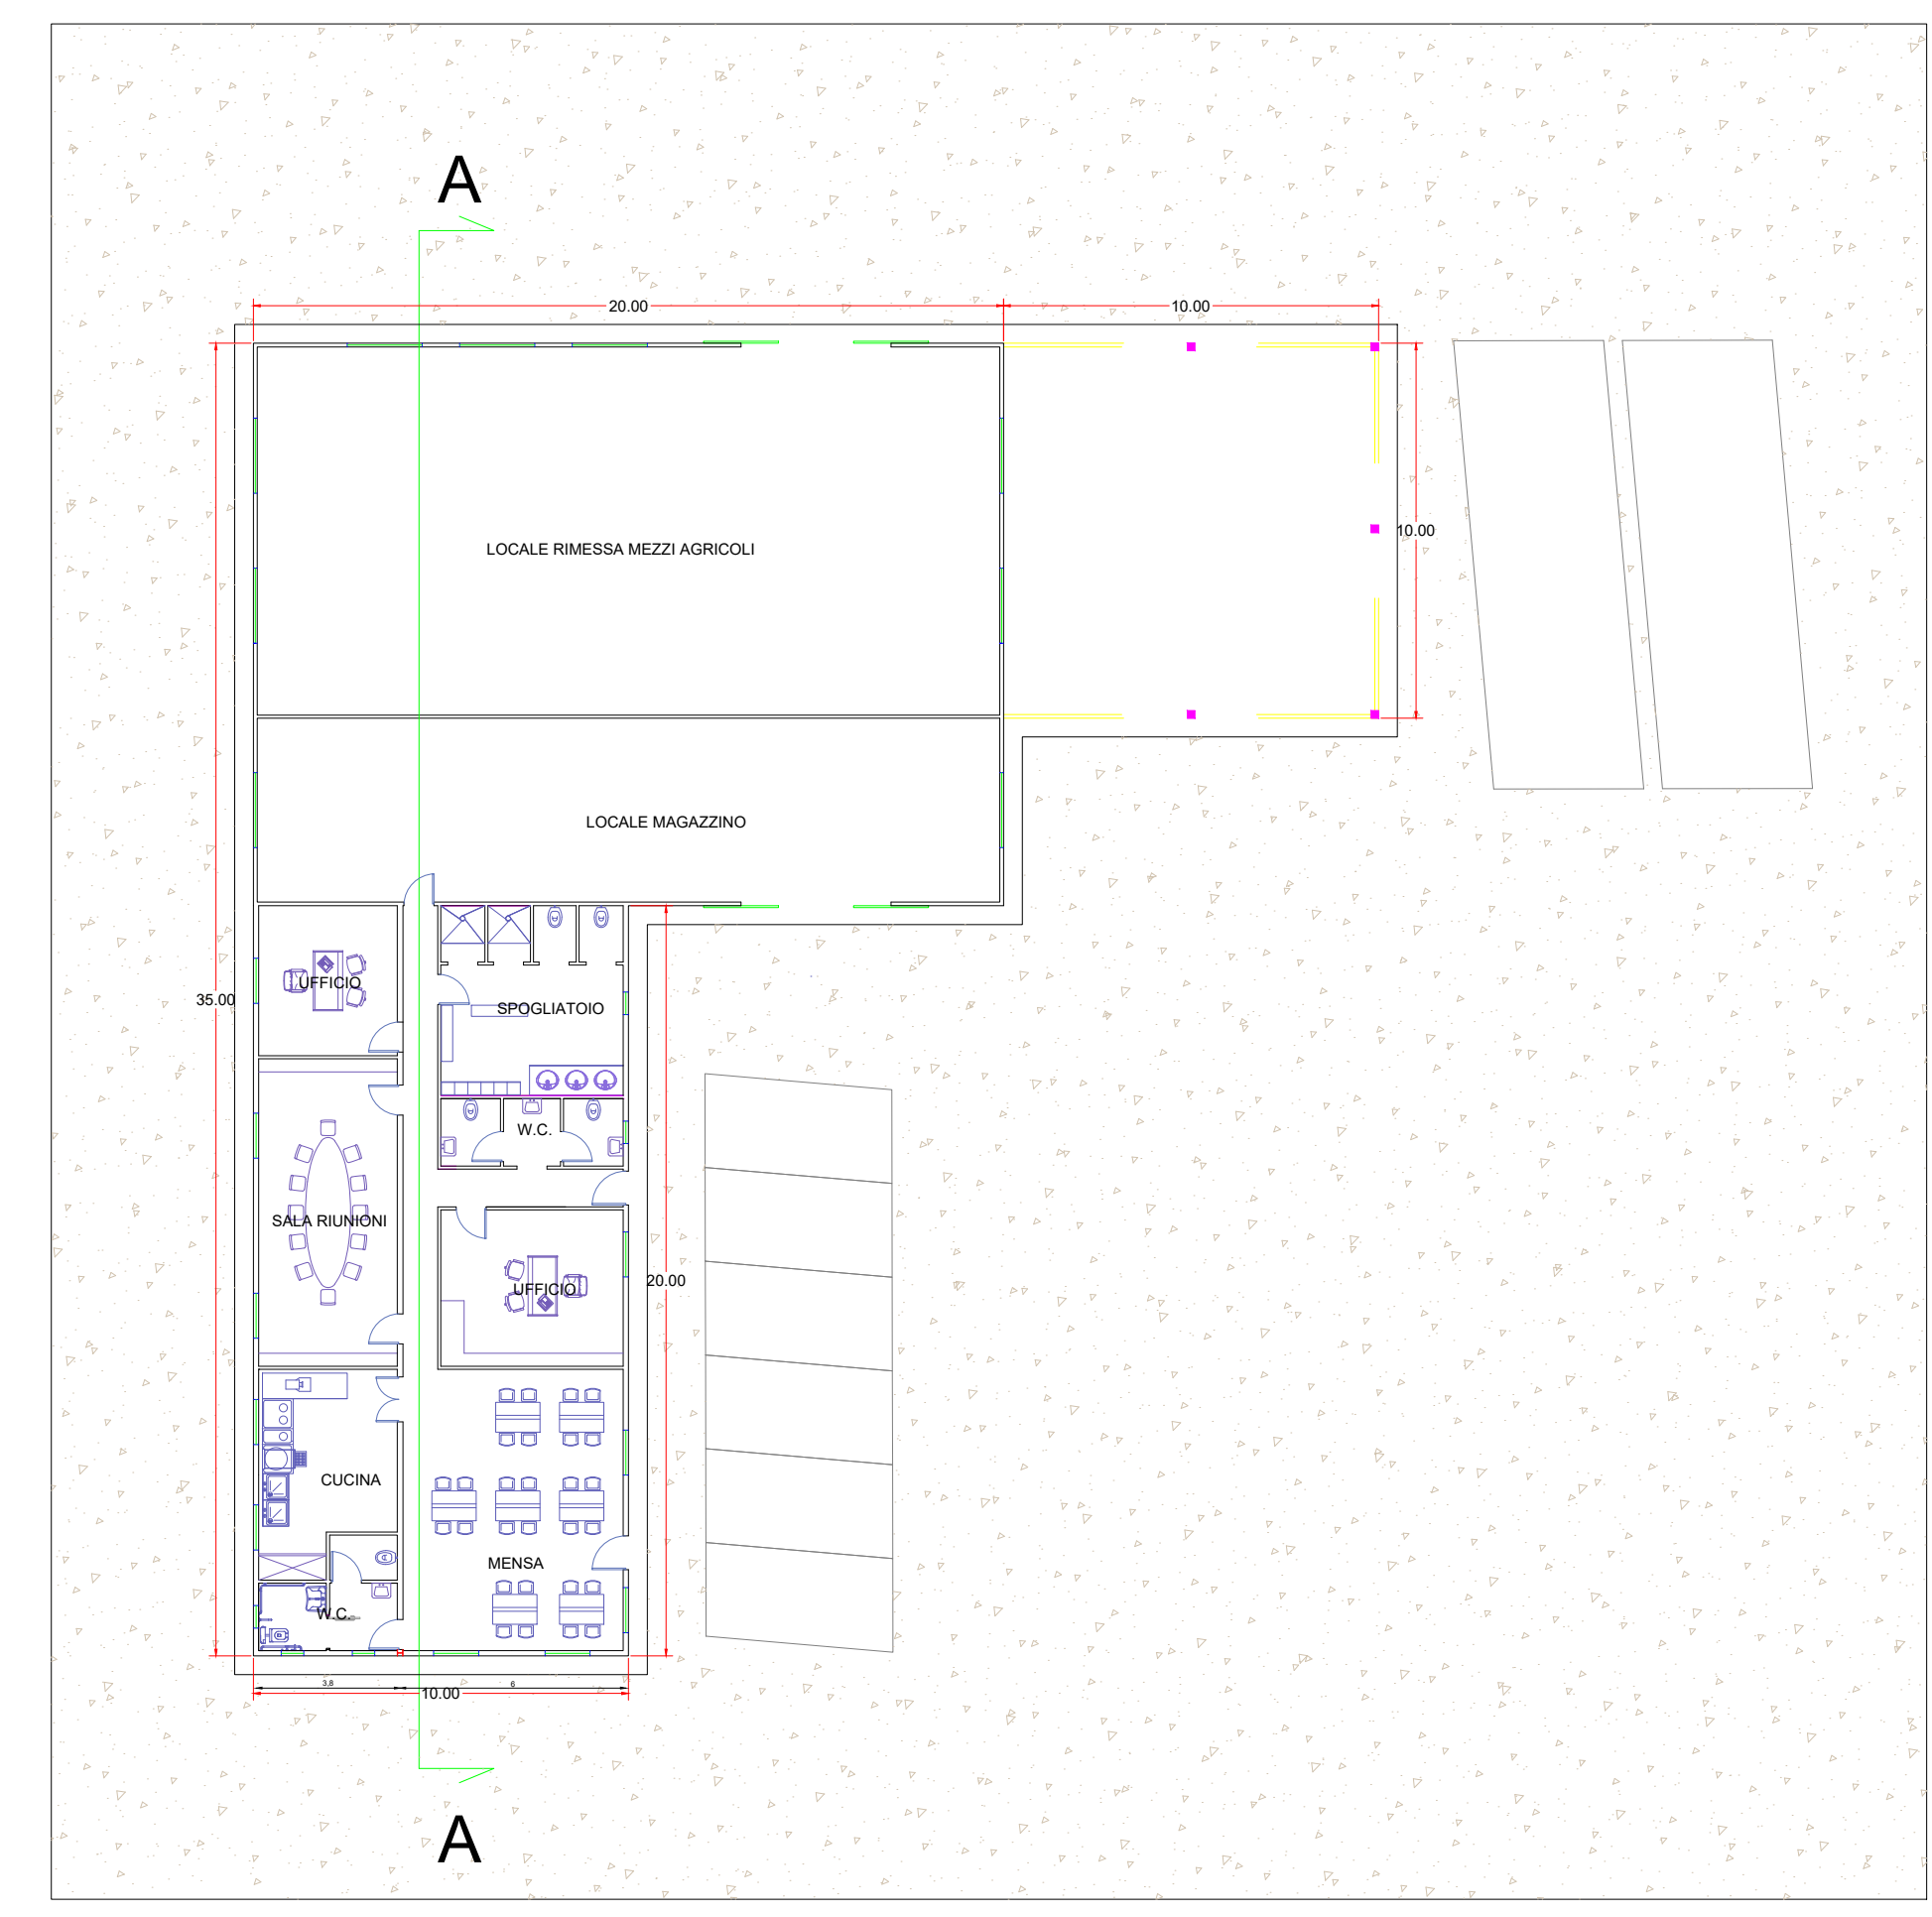 A
20.00
10.00
10.00
LOCALE RIMESSA MEZZI AGRICOLI
LOCALE MAGAZZINO
UFFICIO
35.00
SPOGLIATOIO
W.C.
SALA RIUNIONI
20.00
UFFICIO
CUCINA
MENSA
W.C.
3,8
6
10.00
A